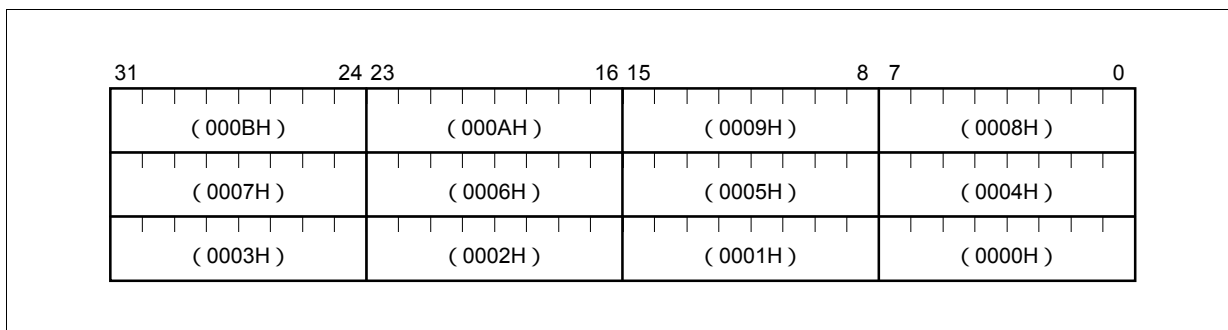 31 24 23 16 15 8 7 0
(000BH) (000AH) (0009H) (0008H)
(0007H) (0006H) (0005H) (0004H)
(0003H) (0002H) (0001H) (0000H)